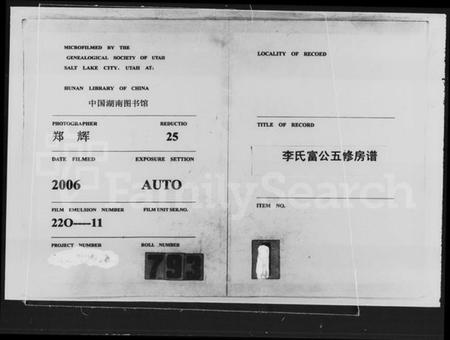 MICROFILMED BY THE
GENEALOGICAL SOCIETY OF UTAH
SALT LAKE CITY, UTAH AT:
HUNAN LIBRARY OF CHINA
中国湖南图书馆
PHOTOGRAPHER REDUCTIO
郑 辉 25
DATE FILMED EXPOSURE SETTION
2006 AUTO
FILM EMULSION NUMBER FILM UNIT SER.NO.
22O----11
PROJECT NUMBER ROLL NUMBER
793
LOCALITY OF RECOED
TITLE OF RECORD
李氏富公五修房谱
ITEM NO.
FamilySearch